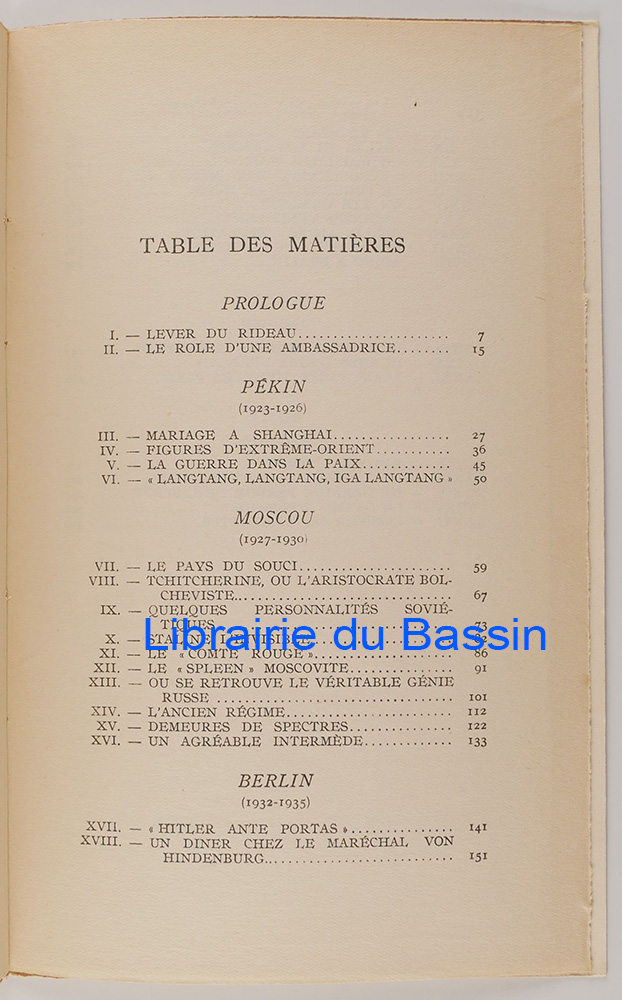 TABLE DES MATIÈRES
PROLOGUE
I. — LEVER DU RIDEAU...................... 7
II. — LE ROLE D'UNE AMBASSADRICE........ 15
PÉKIN
(1923-1926)
III. — MARIAGE A SHANGHAI................. 27
IV. — FIGURES D'EXTRÊME-ORIENT........... 36
V. — LA GUERRE DANS LA PAIX............. 45
VI. — « LANGTANG, LANGTANG, IGA LANGTANG » 50
MOSCOU
(1927-1930)
VII. — LE PAYS DU SOUCI...................... 59
VIII. — TCHITCHERINE, OU L'ARISTOCRATE BOL-
CHEVISTE................................ 67
IX. — QUELQUES PERSONNALITÉS SOVIÉ-
TIQUES................................ 73
X. — STALINE
Librairie du Bassin
XI. — LE « COMTE ROUGE ».................... 86
XII. — LE « SPLEEN » MOSCOVITE............... 91
XIII. — OU SE RETROUVE LE VÉRITABLE GÉNIE
RUSSE .................................. 101
XIV. — L'ANCIEN RÉGIME........................ 112
XV. — DEMEURES DE SPECTRES............... 122
XVI. — UN AGRÉABLE INTERMÈDE............. 133
BERLIN
(1932-1935)
XVII. — « HITLER ANTE PORTAS »............... 141
XVIII. — UN DINER CHEZ LE MARÉCHAL VON
HINDENBURG........................... 151